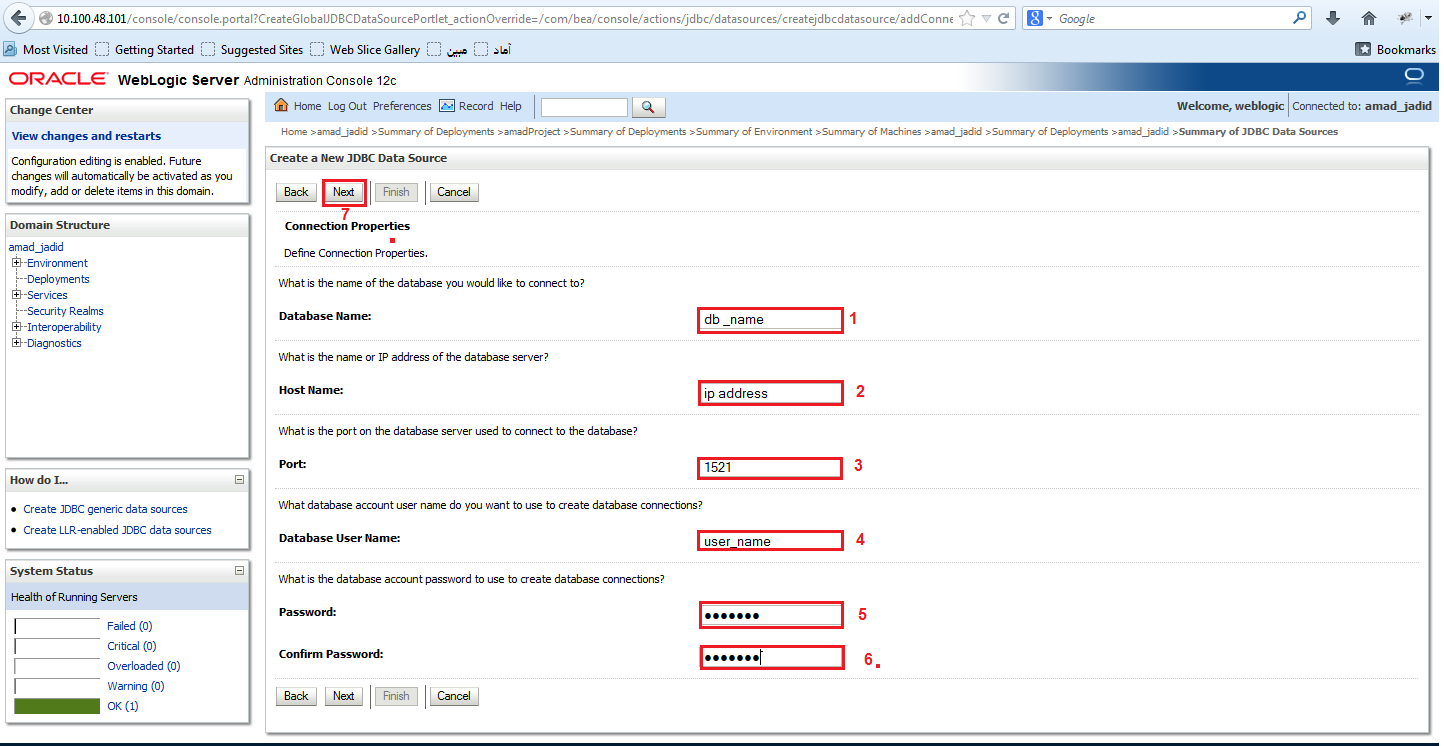 10.100.48.101/console/console.portal?CreateGlobalJDBCDataSourcePortlet_actionOverride=/com/bea/console/actions/jdbc/datasources/createjdbcdatasource/addConne
Google
Most Visited Getting Started Suggested Sites Web Slice Gallery مبین آماد Bookmarks
ORACLE WebLogic Server Administration Console 12c
Change Center
View changes and restarts
Configuration editing is enabled. Future
changes will automatically be activated as you
modify, add or delete items in this domain.
Domain Structure
amad_jadid
Environment
Deployments
Services
Security Realms
Interoperability
Diagnostics
How do I...
Create JDBC generic data sources
Create LLR-enabled JDBC data sources
System Status
Health of Running Servers
Failed (0)
Critical (0)
Overloaded (0)
Warning (0)
OK (1)
Home Log Out Preferences Record Help
Welcome, weblogic Connected to: amad_jadid
Home >amad_jadid >Summary of Deployments >amadProject >Summary of Deployments >Summary of Environment >Summary of Machines >amad_jadid >Summary of Deployments >amad_jadid >Summary of JDBC Data Sources
Create a New JDBC Data Source
Back Next Finish Cancel
7
Connection Properties
Define Connection Properties.
What is the name of the database you would like to connect to?
Database Name: db _name 1
What is the name or IP address of the database server?
Host Name: ip address 2
What is the port on the database server used to connect to the database?
Port: 1521 3
What database account user name do you want to use to create database connections?
Database User Name: user_name 4
What is the database account password to use to create database connections?
Password: ●●●●●●● 5
Confirm Password: ●●●●●●● 6
Back Next Finish Cancel